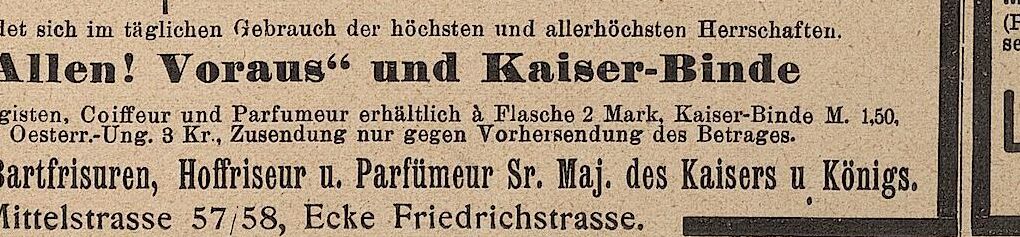 det sich im täglichen Gebrauch der höchsten und allerhöchsten Herrschaften.
Allen! Voraus“ und Kaiser-Binde
gisten, Coiffeur und Parfumeur erhältlich à Flasche 2 Mark, Kaiser-Binde M. 1,50,
Oesterr.-Ung. 3 Kr., Zusendung nur gegen Vorhersendung des Betrages.
Bartfrisuren, Hoffriseur u. Parfümeur Sr. Maj. des Kaisers u Königs.
Mittelstrasse 57/58, Ecke Friedrichstrasse.